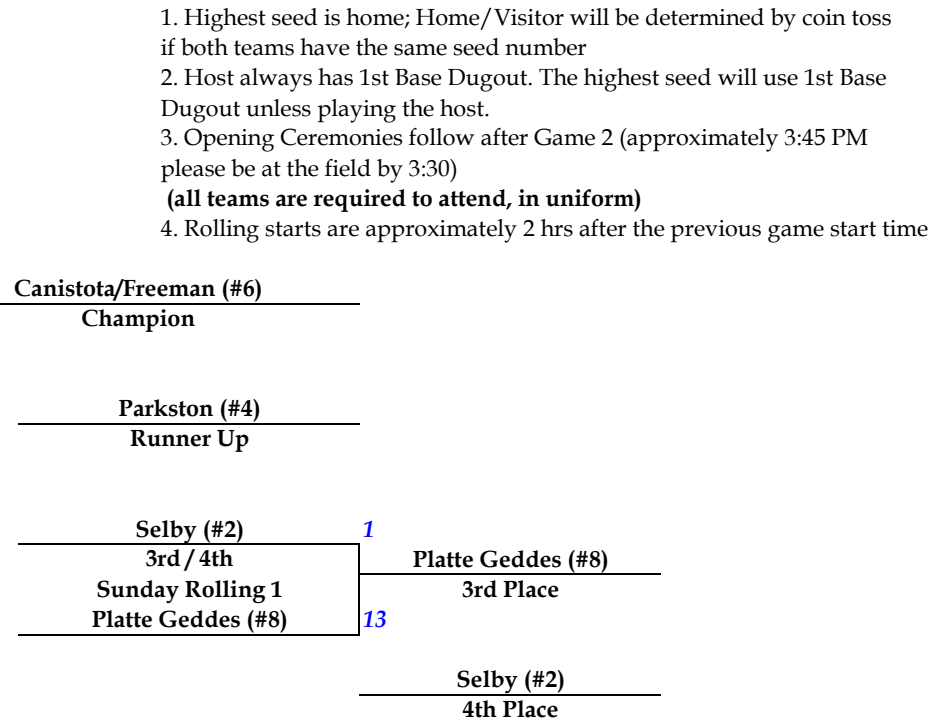 1. Highest seed is home; Home/Visitor will be determined by coin toss
if both teams have the same seed number
2. Host always has 1st Base Dugout. The highest seed will use 1st Base
Dugout unless playing the host.
3. Opening Ceremonies follow after Game 2 (approximately 3:45 PM
please be at the field by 3:30)
(all teams are required to attend, in uniform)
4. Rolling starts are approximately 2 hrs after the previous game start time
Canistota/Freeman (#6)
Champion
Parkston (#4)
Runner Up
Selby (#2) 1
3rd / 4th
Platte Geddes (#8)
Sunday Rolling 1
3rd Place
Platte Geddes (#8) 13
Selby (#2)
4th Place